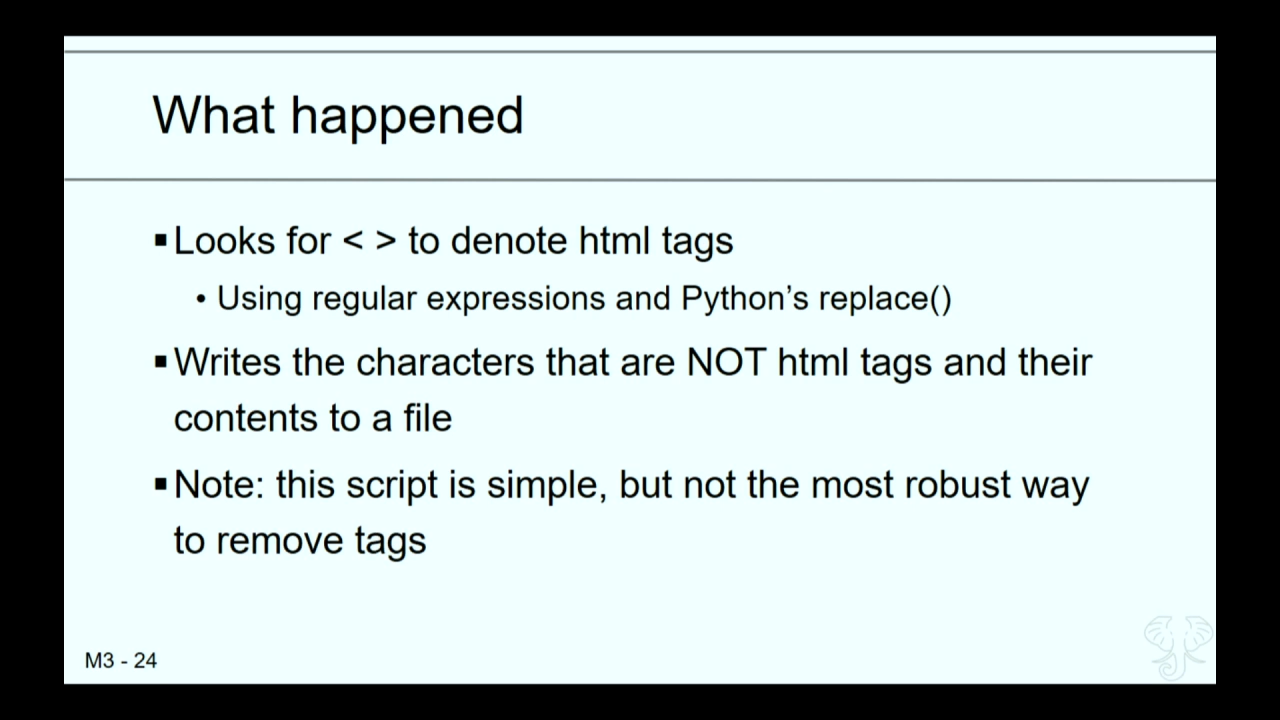 What happened
▪ Looks for < > to denote html tags
• Using regular expressions and Python’s replace()
▪ Writes the characters that are NOT html tags and their
contents to a file
▪ Note: this script is simple, but not the most robust way
to remove tags
M3 - 24